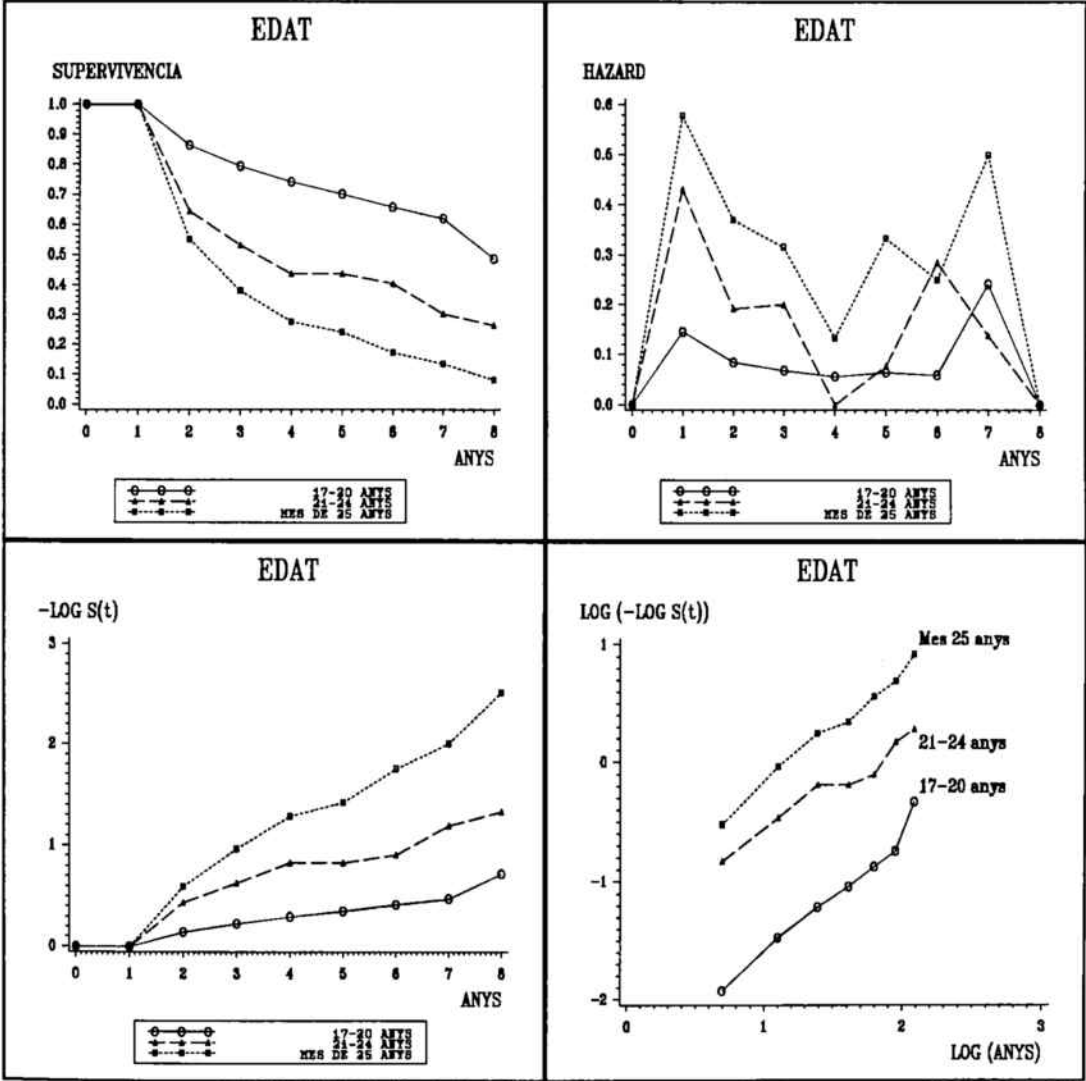 EDAT
SUPERVIVENCIA
1.0
0.9
0.8
0.7
0.6
0.5
0.4
0.3
0.2
0.1
0.0
0 1 2 3 4 5 6 7 8
ANYS
17-20 ANYS
21-24 ANYS
MES DE 25 ANYS
EDAT
HAZARD
0.6
0.5
0.4
0.3
0.2
0.1
0.0
0 1 2 3 4 5 6 7 8
ANYS
17-20 ANYS
21-24 ANYS
MES DE 25 ANYS
EDAT
-LOG S(t)
3
2
1
0
0 1 2 3 4 5 6 7 8
ANYS
17-20 ANYS
21-24 ANYS
MES DE 25 ANYS
EDAT
LOG (-LOG S(t))
Mes 25 anys
21-24 anys
17-20 anys
1
0
-1
-2
0 1 2 3
LOG (ANYS)